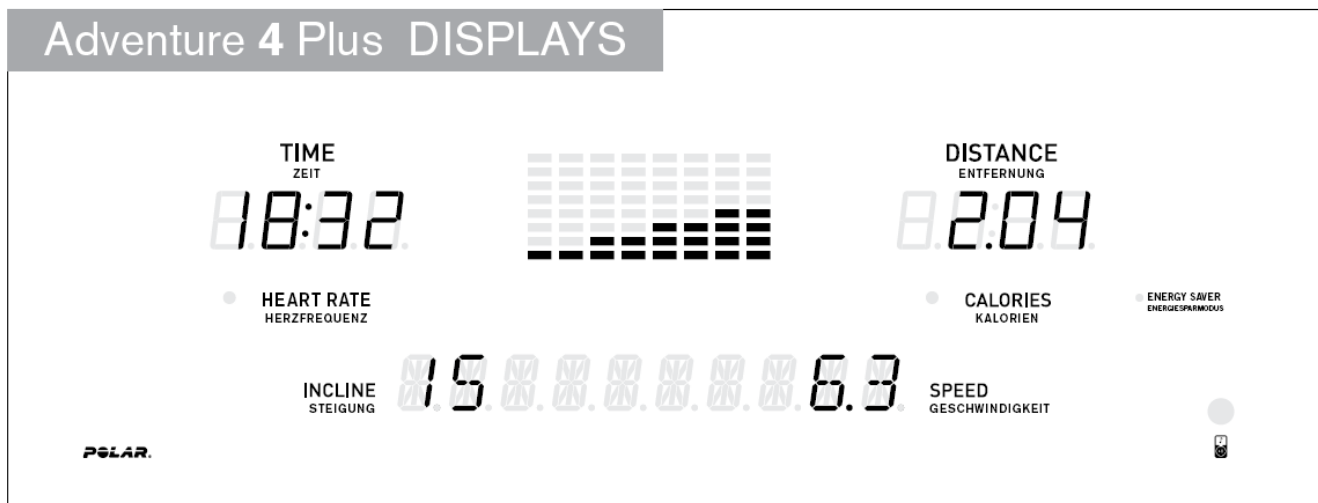 Adventure 4 Plus DISPLAYS
TIME
ZEIT
18:32
DISTANCE
ENTFERNUNG
2.04
HEART RATE
HERZFREQUENZ
CALORIES
KALORIEN
ENERGY SAVER
ENERGIESPARMODUS
INCLINE
STEIGUNG
15
6.3
SPEED
GESCHWINDIGKEIT
POLAR.